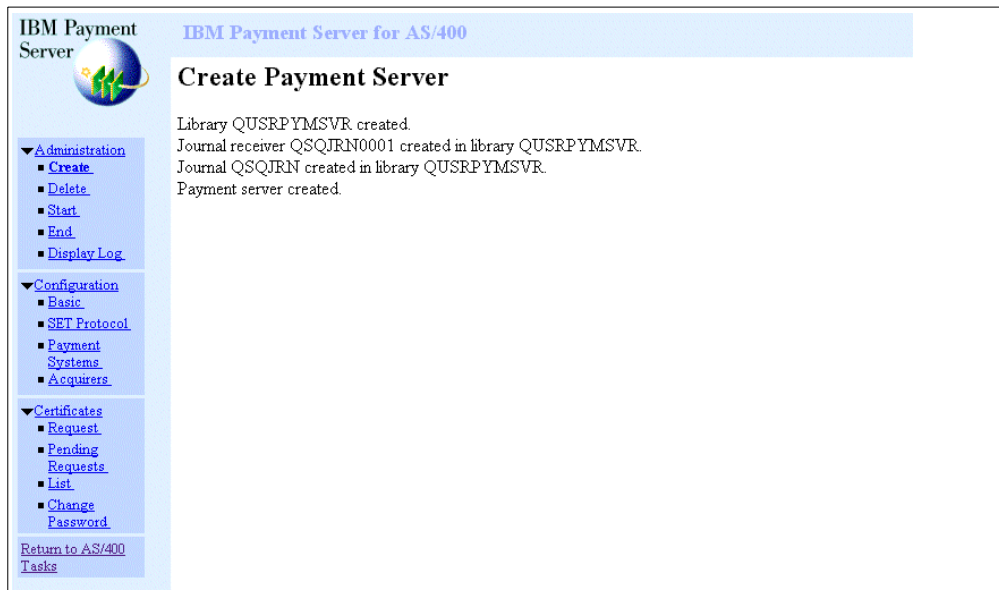 IBM Payment
Server
IBM Payment Server for AS/400
Create Payment Server
Library QUSRPYMSVR created.
Journal receiver QSQJRN0001 created in library QUSRPYMSVR.
Journal QSQJRN created in library QUSRPYMSVR.
Payment server created.
Administration
Create
Delete
Start
End
Display Log
Configuration
Basic
SET Protocol
Payment
Systems
Acquirers
Certificates
Request
Pending
Requests
List
Change
Password
Return to AS/400
Tasks